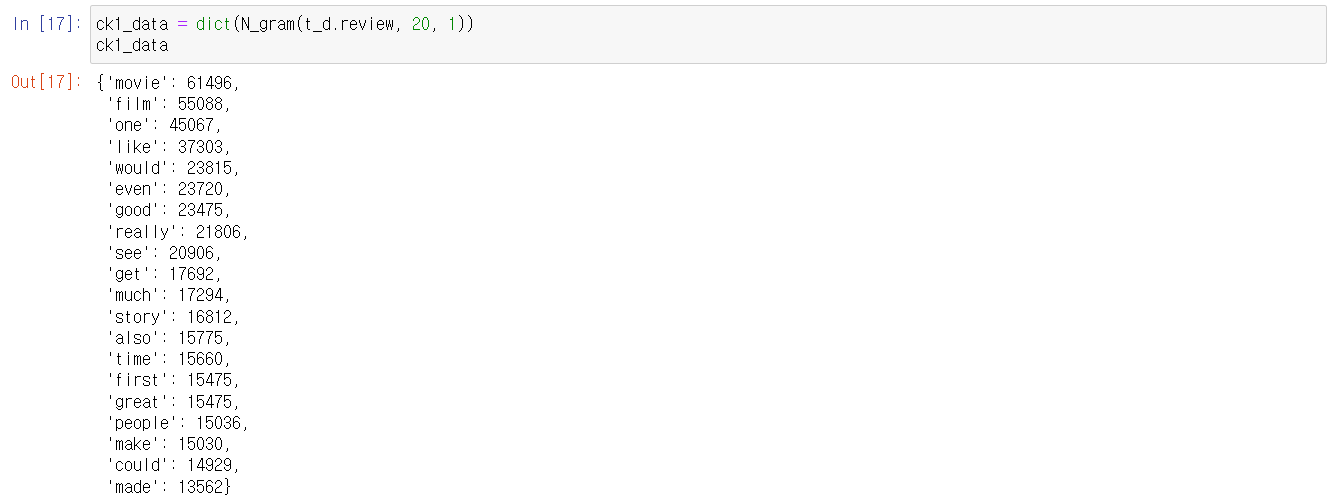 In [17]: ck1_data = dict(N_gram(t_d.review, 20, 1))
ck1_data
Out[17]: {'movie': 61496,
'film': 55088,
'one': 45067,
'like': 37303,
'would': 23815,
'even': 23720,
'good': 23475,
'really': 21806,
'see': 20906,
'get': 17692,
'much': 17294,
'story': 16812,
'also': 15775,
'time': 15660,
'first': 15475,
'great': 15475,
'people': 15036,
'make': 15030,
'could': 14929,
'made': 13562}